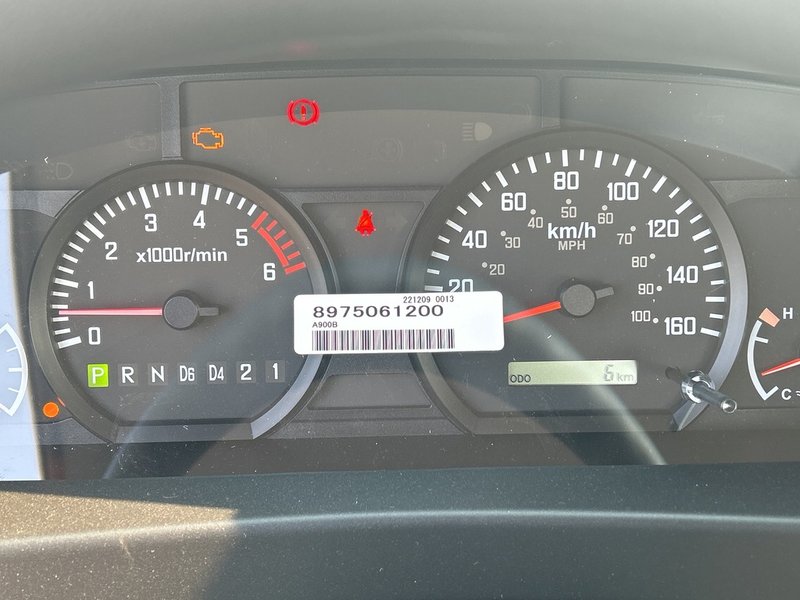 0 1 2 3 4 5 6
x1000r/min
P R N D6 D4 2 1
221209 0013
8975061200
A900B
20 40 60 80 100 120 140 160
20 30 40 50 60 70 80 90 100
km/h
MPH
ODO 6 km
H
C